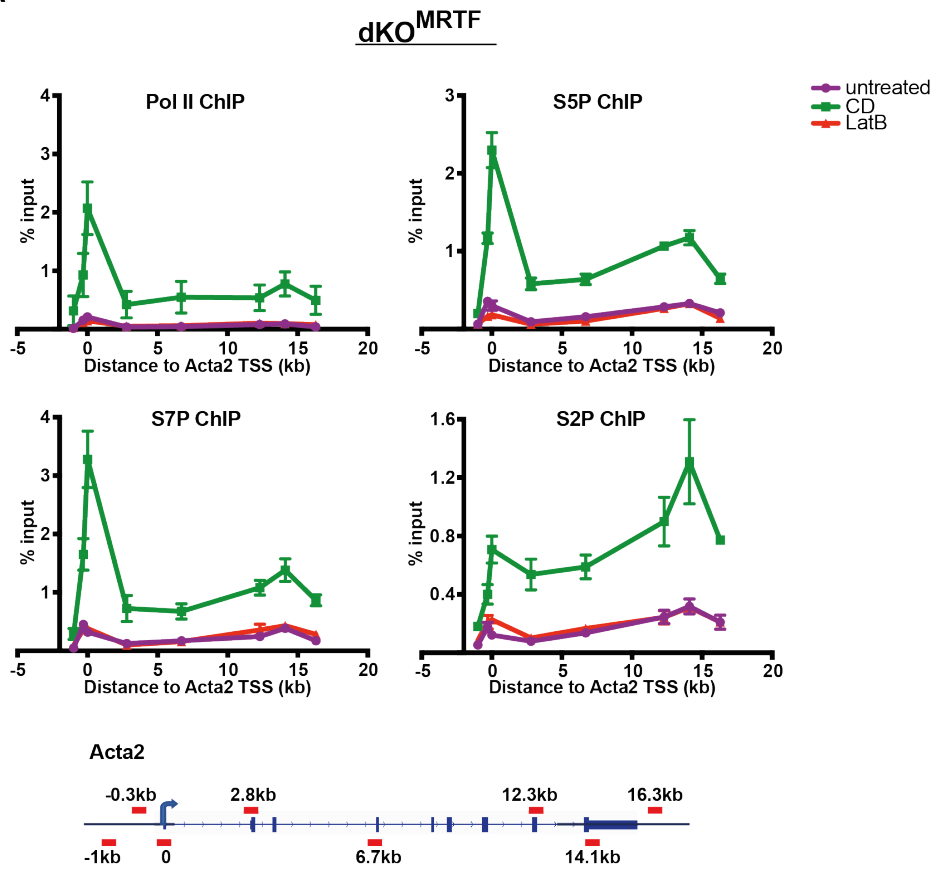 dKO^MRTF
untreated
CD
LatB
Pol II ChIP
4
3
2
1
% input
-5 0 5 10 15 20
Distance to Acta2 TSS (kb)
S5P ChIP
3
2
1
% input
-5 0 5 10 15 20
Distance to Acta2 TSS (kb)
S7P ChIP
4
3
2
1
% input
-5 0 5 10 15 20
Distance to Acta2 TSS (kb)
S2P ChIP
1.6
1.2
0.8
0.4
% input
-5 0 5 10 15 20
Distance to Acta2 TSS (kb)
Acta2
-0.3kb 2.8kb 12.3kb 16.3kb
-1kb 0 6.7kb 14.1kb